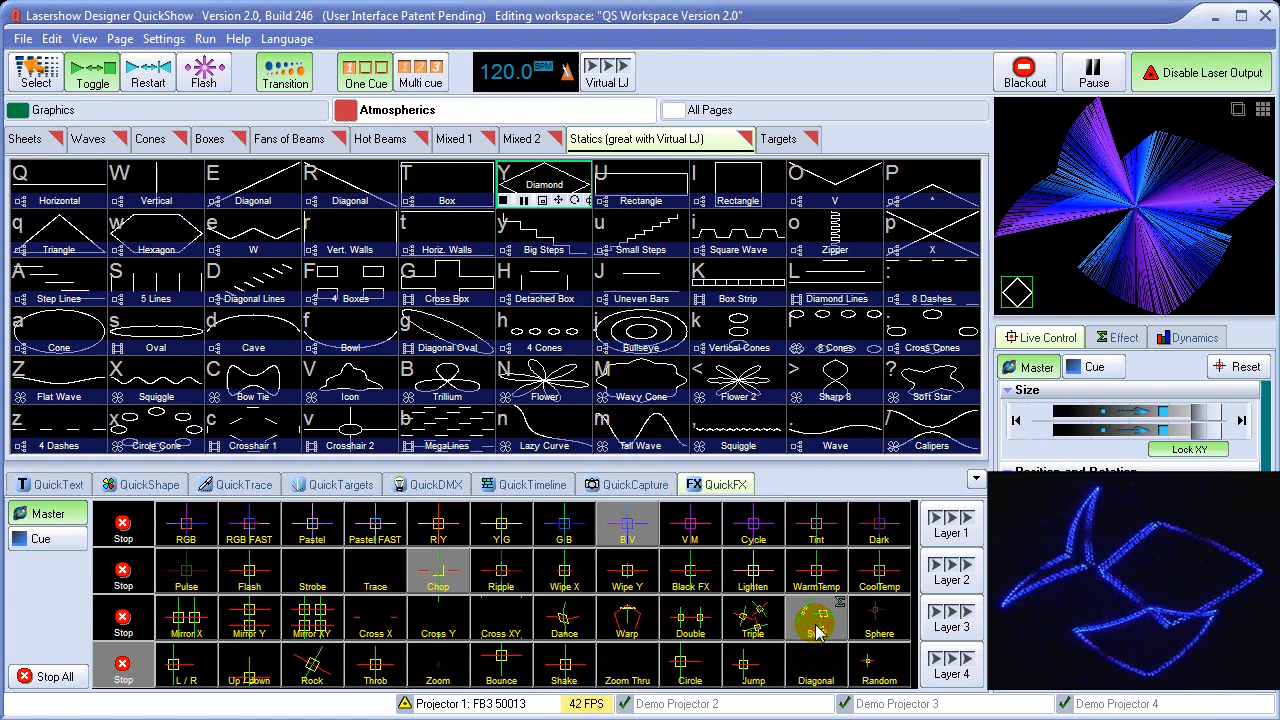 Lasershow Designer QuickShow    Version 2.0, Build 246    (User Interface Patent Pending)    Editing workspace: "QS Workspace Version 2.0"
File Edit View Page Settings Run Help Language
Select Toggle Restart Flash Transition One Cue Multi cue 120.0 BPM Virtual LJ Blackout Pause Disable Laser Output
Graphics Atmospherics All Pages
Sheets Waves Cones Boxes Fans of Beams Hot Beams Mixed 1 Mixed 2 Statics (great with Virtual LJ) Targets
Q W E R T Y U I O P
Horizontal Vertical Diagonal Diagonal Box Diamond Rectangle Rectangle V *
q w e r t y u i o p
Triangle Hexagon W Vert. Walls Horiz. Walls Big Steps Small Steps Square Wave Zipper X
A S D F G H J K L :
Step Lines 5 Lines Diagonal Lines 4 Boxes Cross Box Detached Box Uneven Bars Box Strip Diamond Lines 8 Dashes
a s d f g h j k l ;
Cone Oval Cave Bowl Diagonal Oval 4 Cones Bullseye Vertical Cones 8 Cones Cross Cones
Z X C V B N M < > ?
Flat Wave Squiggle Bow Tie Icon Trillium Flower Wavy Cone Flower 2 Sharp 8 Soft Star
z x c v b n m , . /
4 Dashes Circle Cone Crosshair 1 Crosshair 2 MegaLines Lazy Curve Tall Wave Squiggle Wave Calipers
Live Control Effect Dynamics
Master Cue Reset
Size
Lock XY
Position and Rotation
QuickText QuickShape QuickTrace QuickTargets QuickDMX QuickTimeline QuickCapture QuickFX
Master
Cue
Stop RGB RGB FAST Pastel Pastel FAST R Y Y G G B B V V M Cycle Tint Dark Layer 1
Stop Pulse Flash Strobe Trace Chop Ripple Wipe X Wipe Y Black FX Lighten WarmTemp CoolTemp Layer 2
Stop Mirror X Mirror Y Mirror XY Cross X Cross Y Cross XY Dance Warp Double Triple Sphere Layer 3
Stop L / R Up Down Rock Throb Zoom Bounce Shake Zoom Thru Circle Jump Diagonal Random Layer 4
Stop All
Projector 1: FB3 50013 42 FPS Demo Projector 2 Demo Projector 3 Demo Projector 4